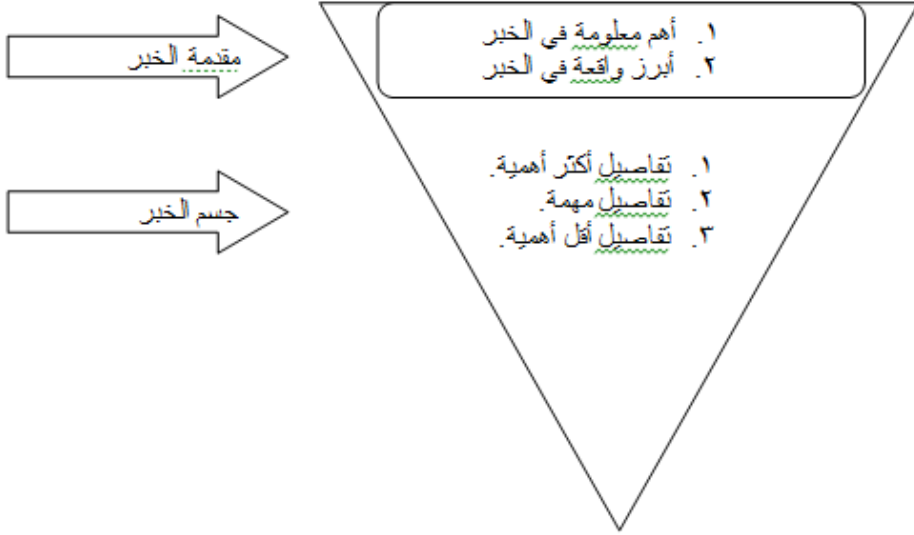 مقدمة الخبر
١. أهم معلومة في الخبر
٢. أبرز واقعة في الخبر
جسم الخبر
١. تفاصيل أكثر أهمية.
٢. تفاصيل مهمة.
٣. تفاصيل أقل أهمية.